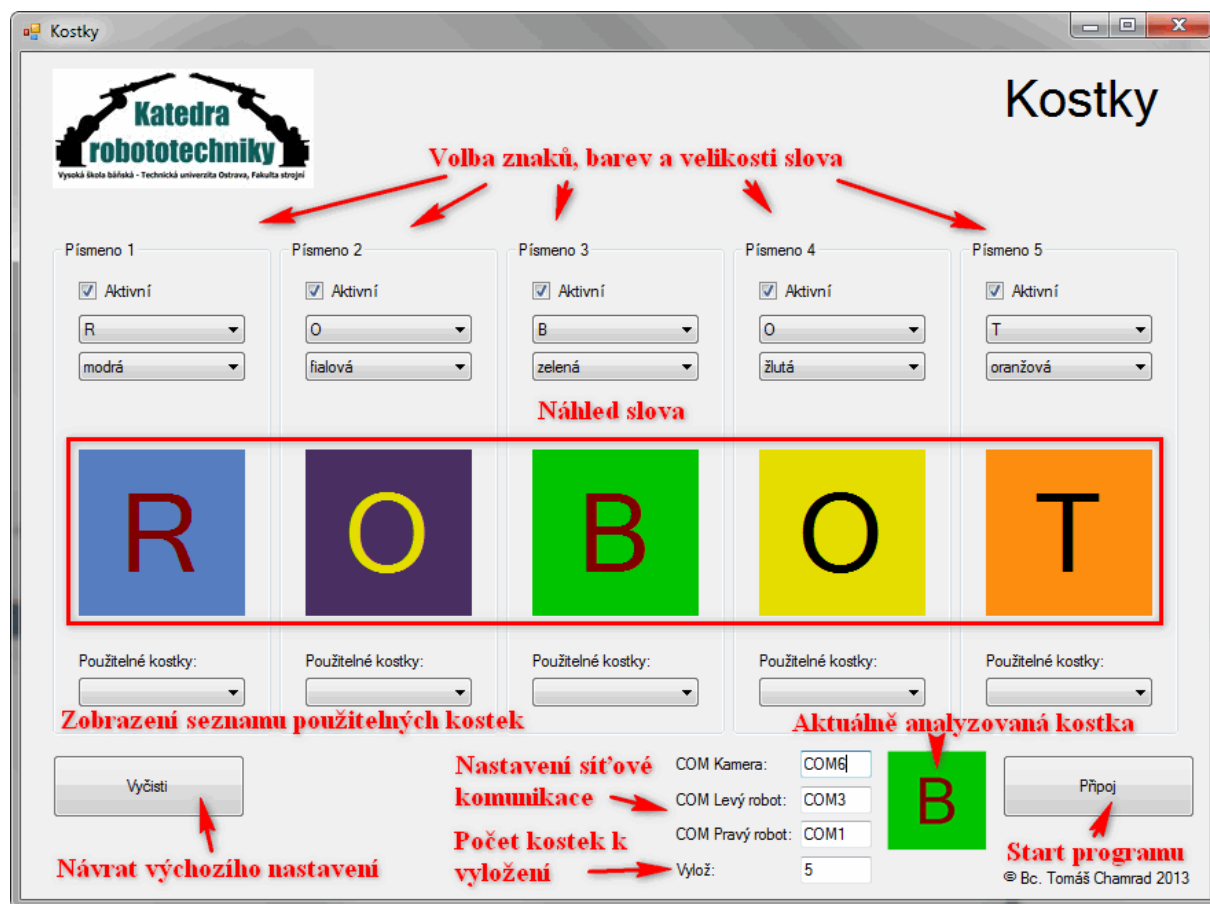 Kostky
Katedra
robototechniky
Vysoká škola báňská - Technická univerzita Ostrava, Fakulta strojní
Kostky
Volba znaků, barev a velikosti slova
Písmeno 1
Písmeno 2
Písmeno 3
Písmeno 4
Písmeno 5
Aktivní
Aktivní
Aktivní
Aktivní
Aktivní
R
O
B
O
T
modrá
fialová
zelená
žlutá
oranžová
Náhled slova
R
O
B
O
T
Použitelné kostky:
Použitelné kostky:
Použitelné kostky:
Použitelné kostky:
Použitelné kostky:
Zobrazení seznamu použitelných kostek
Aktuálně analyzovaná kostka
Vyčisti
Návrat výchozího nastavení
Nastavení síťové
komunikace
Počet kostek k
vyložení
COM Kamera: COM6
COM Levý robot: COM3
COM Pravý robot: COM1
Vylož: 5
B
Připoj
Start programu
© Bc. Tomáš Chamrad 2013